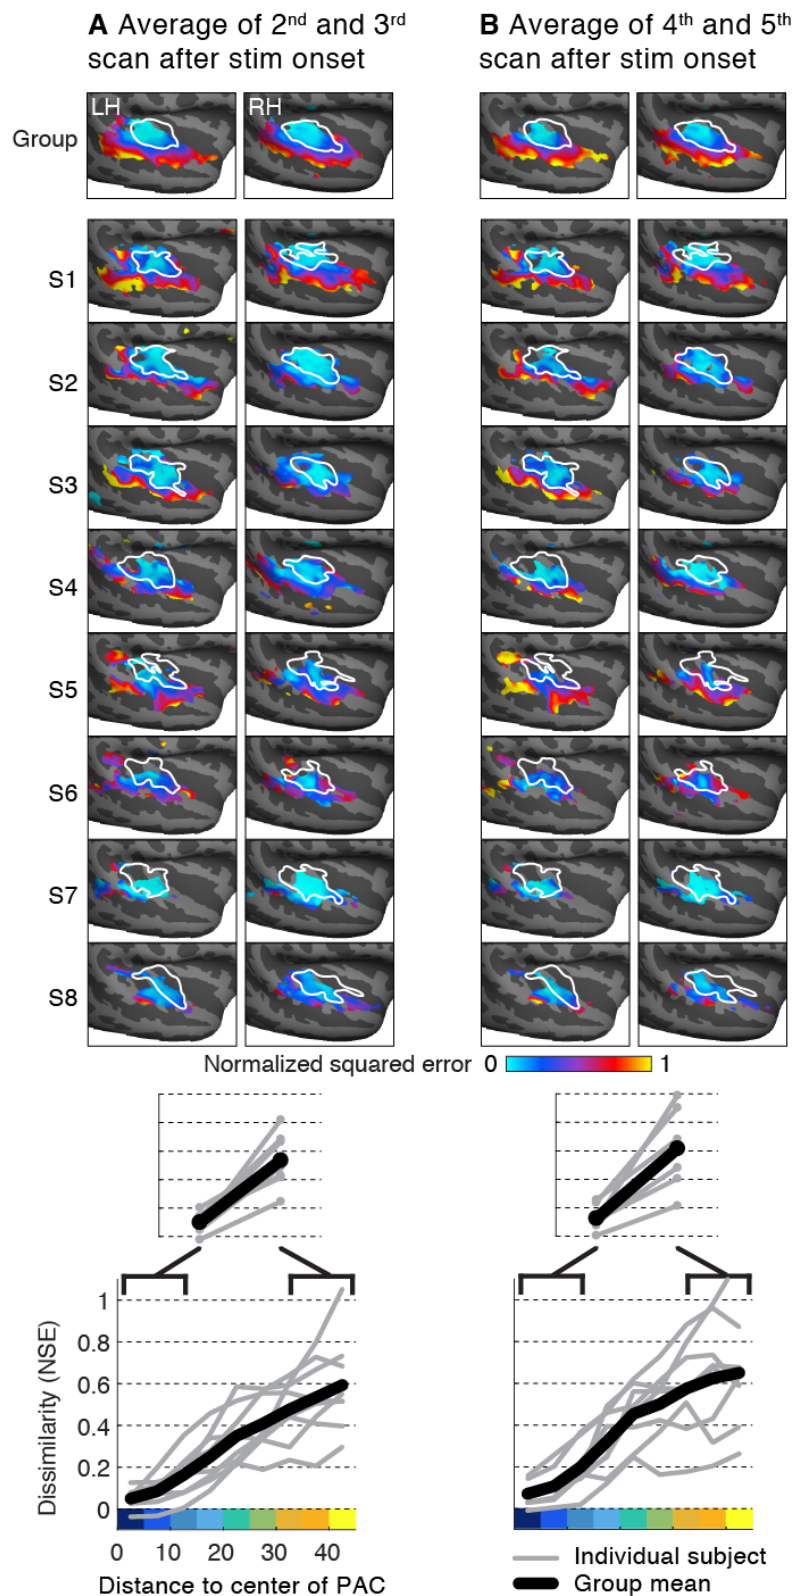 A Average of 2nd and 3rd
scan after stim onset
B Average of 4th and 5th
scan after stim onset
LH
RH
Group
S1
S2
S3
S4
S5
S6
S7
S8
Normalized squared error 0 1
Dissimilarity (NSE)
1
0.8
0.6
0.4
0.2
0
0 10 20 30 40
Distance to center of PAC
Individual subject
Group mean